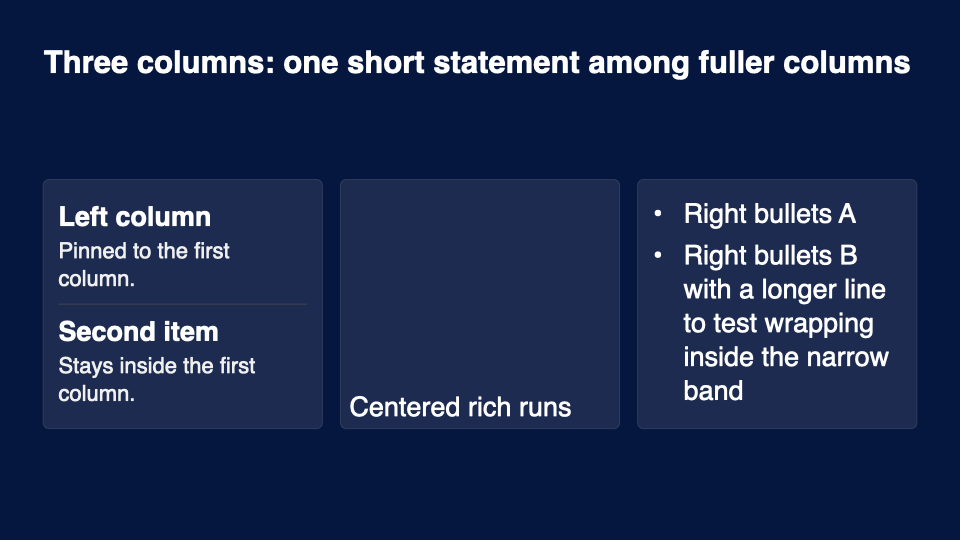 Three columns: one short statement among fuller columns
Left column
Pinned to the first
column.
Second item
Stays inside the first
column.
Centered rich runs
• Right bullets A
• Right bullets B
with a longer line
to test wrapping
inside the narrow
band